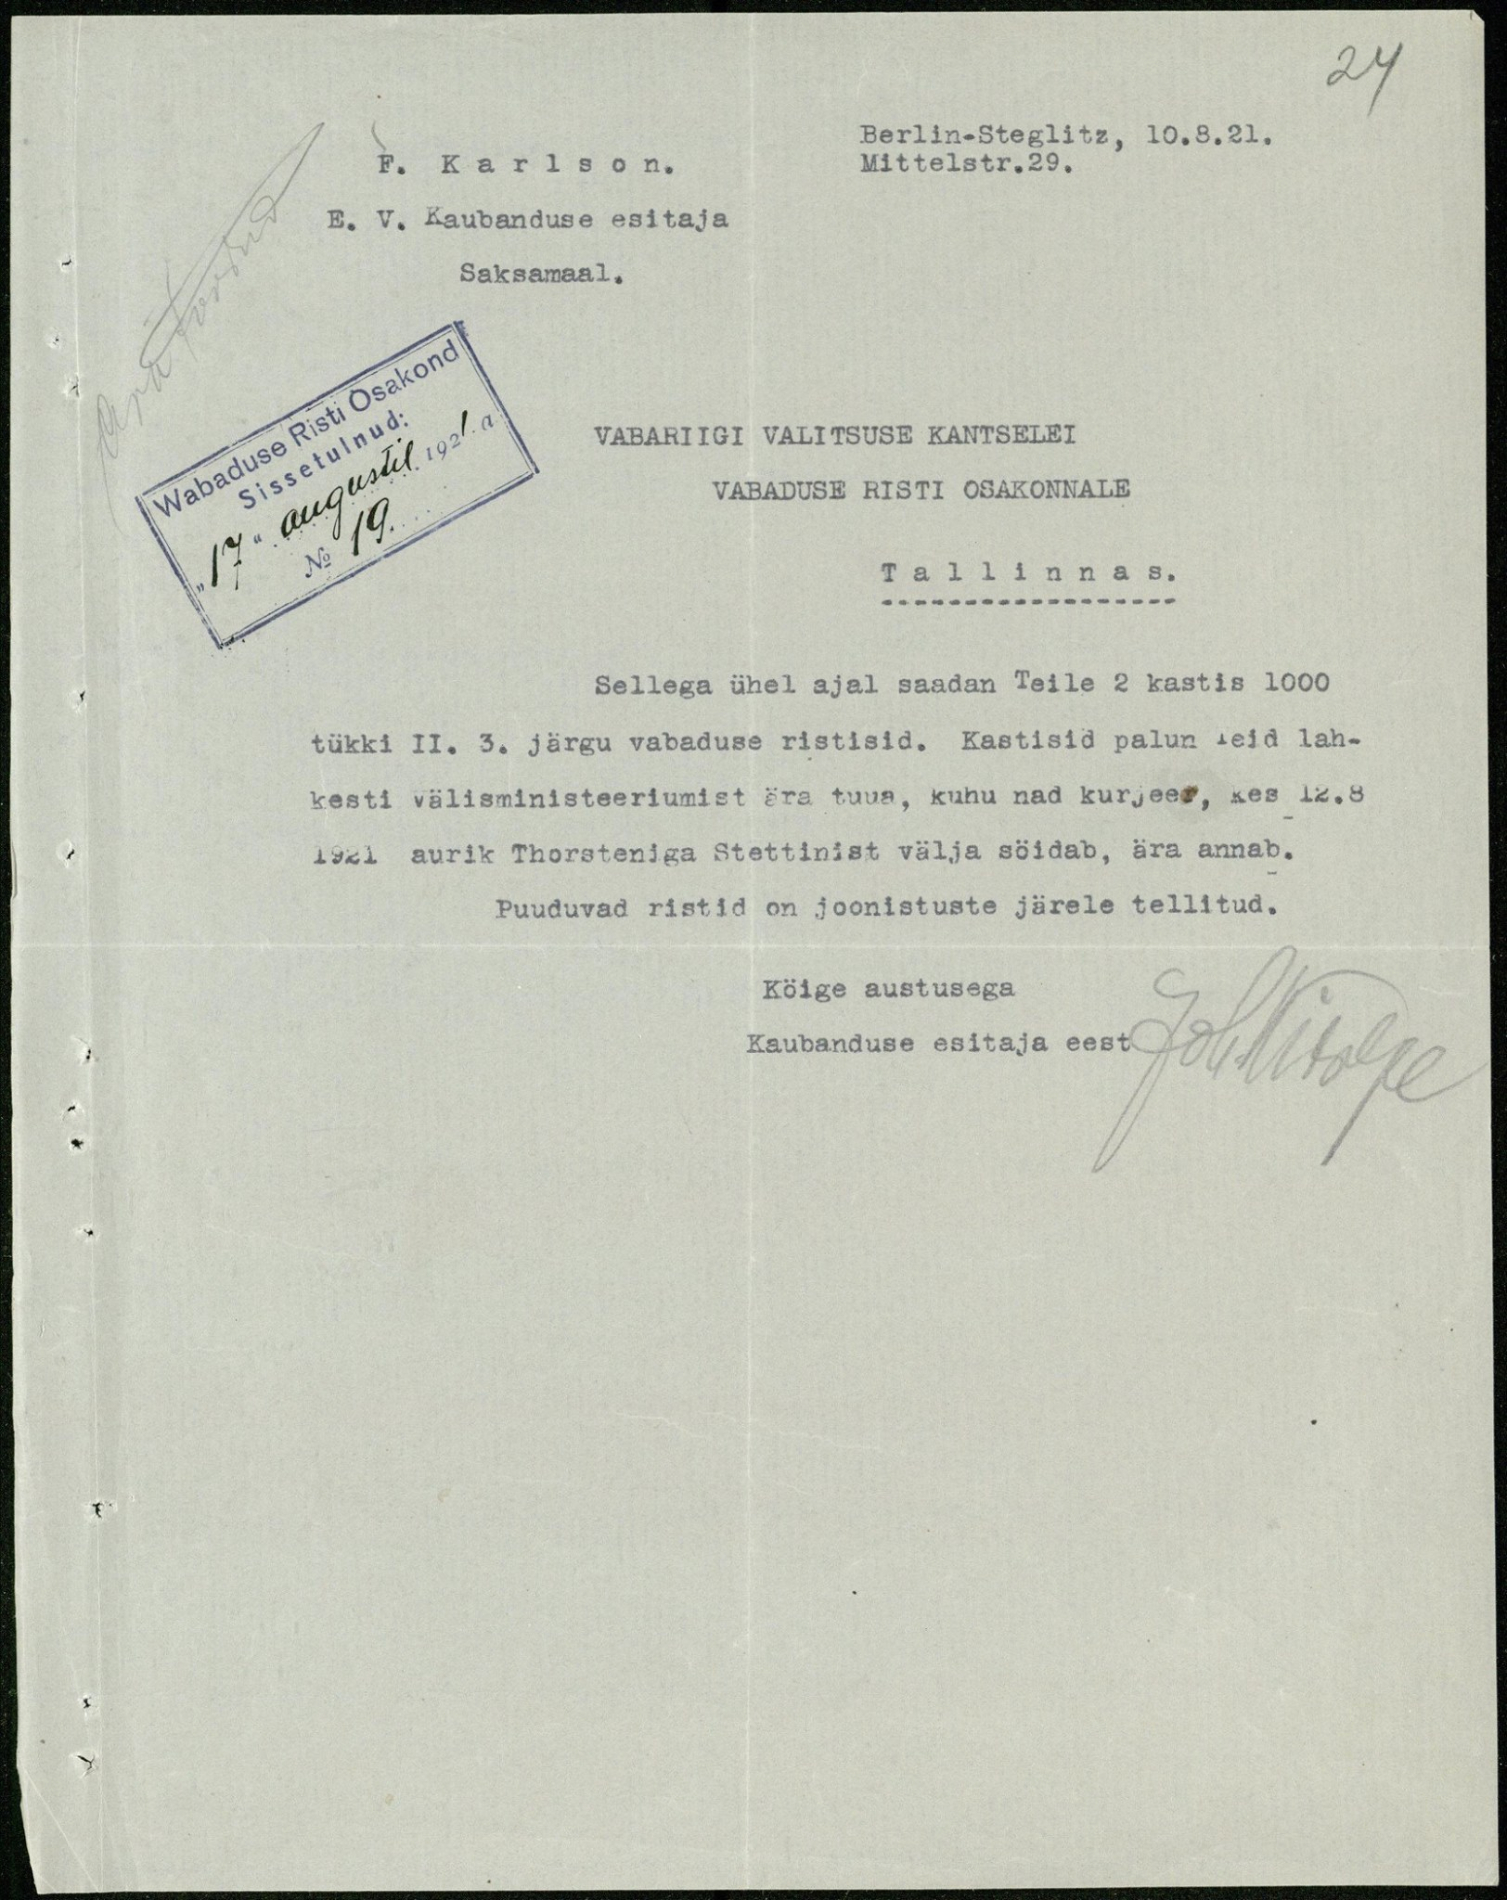 24
Berlin-Steglitz, 10.8.21.
Mittelstr.29.
F. Karlson.
E. V. Kaubanduse esitaja
Saksamaal.
Ära toodud
Wabaduse Risti Osakond
Sissetulnud:
"17" augustil 1921 a
№ 19.
VABARIIGI VALITSUSE KANTSELEI
VABADUSE RISTI OSAKONNALE
Tallinnas.
Sellega ühel ajal saadan Teile 2 kastis 1000
tükki II. 3. järgu vabaduse ristisid. Kastisid palun Teid lah-
kesti välisministeeriumist ära tuua, kuhu nad kurjeer, kes 12.8
1921 aurik Thorsteniga Stettinist välja söidab, ära annab.
Puuduvad ristid on joonistuste järele tellitud.
Köige austusega
Kaubanduse esitaja eest